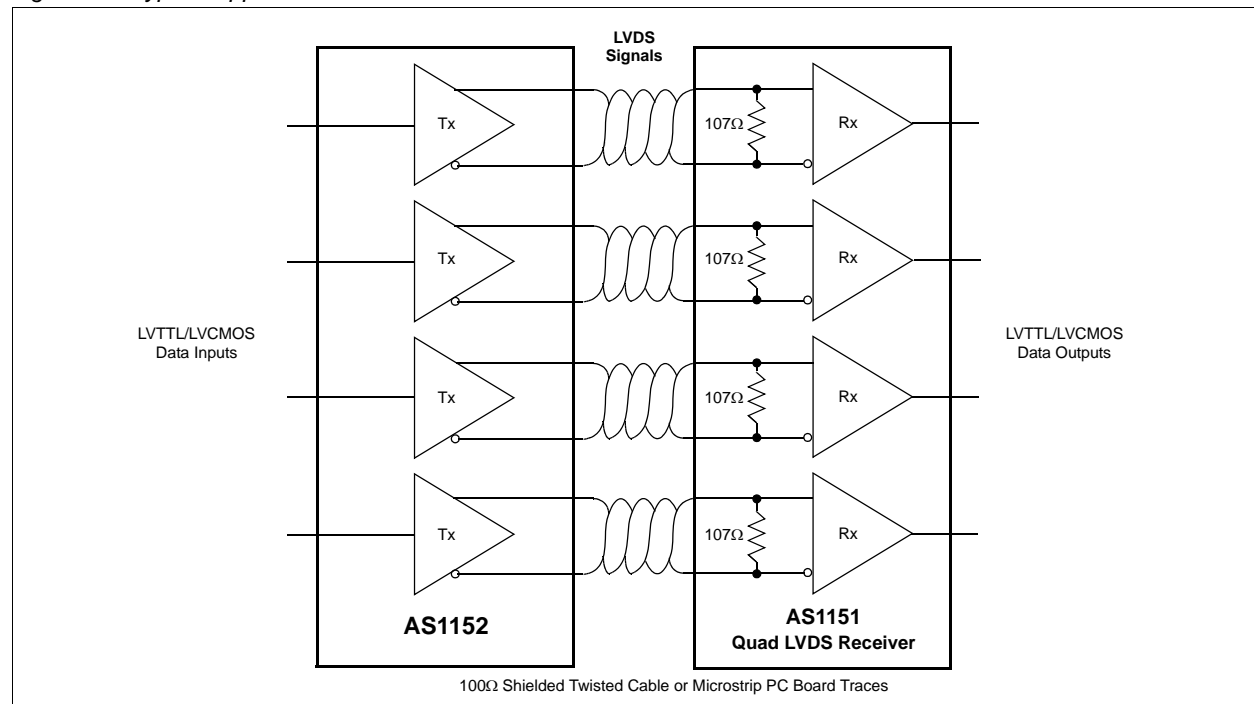 LVDS
Signals
Tx
107Ω
Rx
Tx
107Ω
Rx
LVTTL/LVCMOS
Data Inputs
LVTTL/LVCMOS
Data Outputs
Tx
107Ω
Rx
Tx
107Ω
Rx
AS1152
AS1151
Quad LVDS Receiver
100Ω Shielded Twisted Cable or Microstrip PC Board Traces